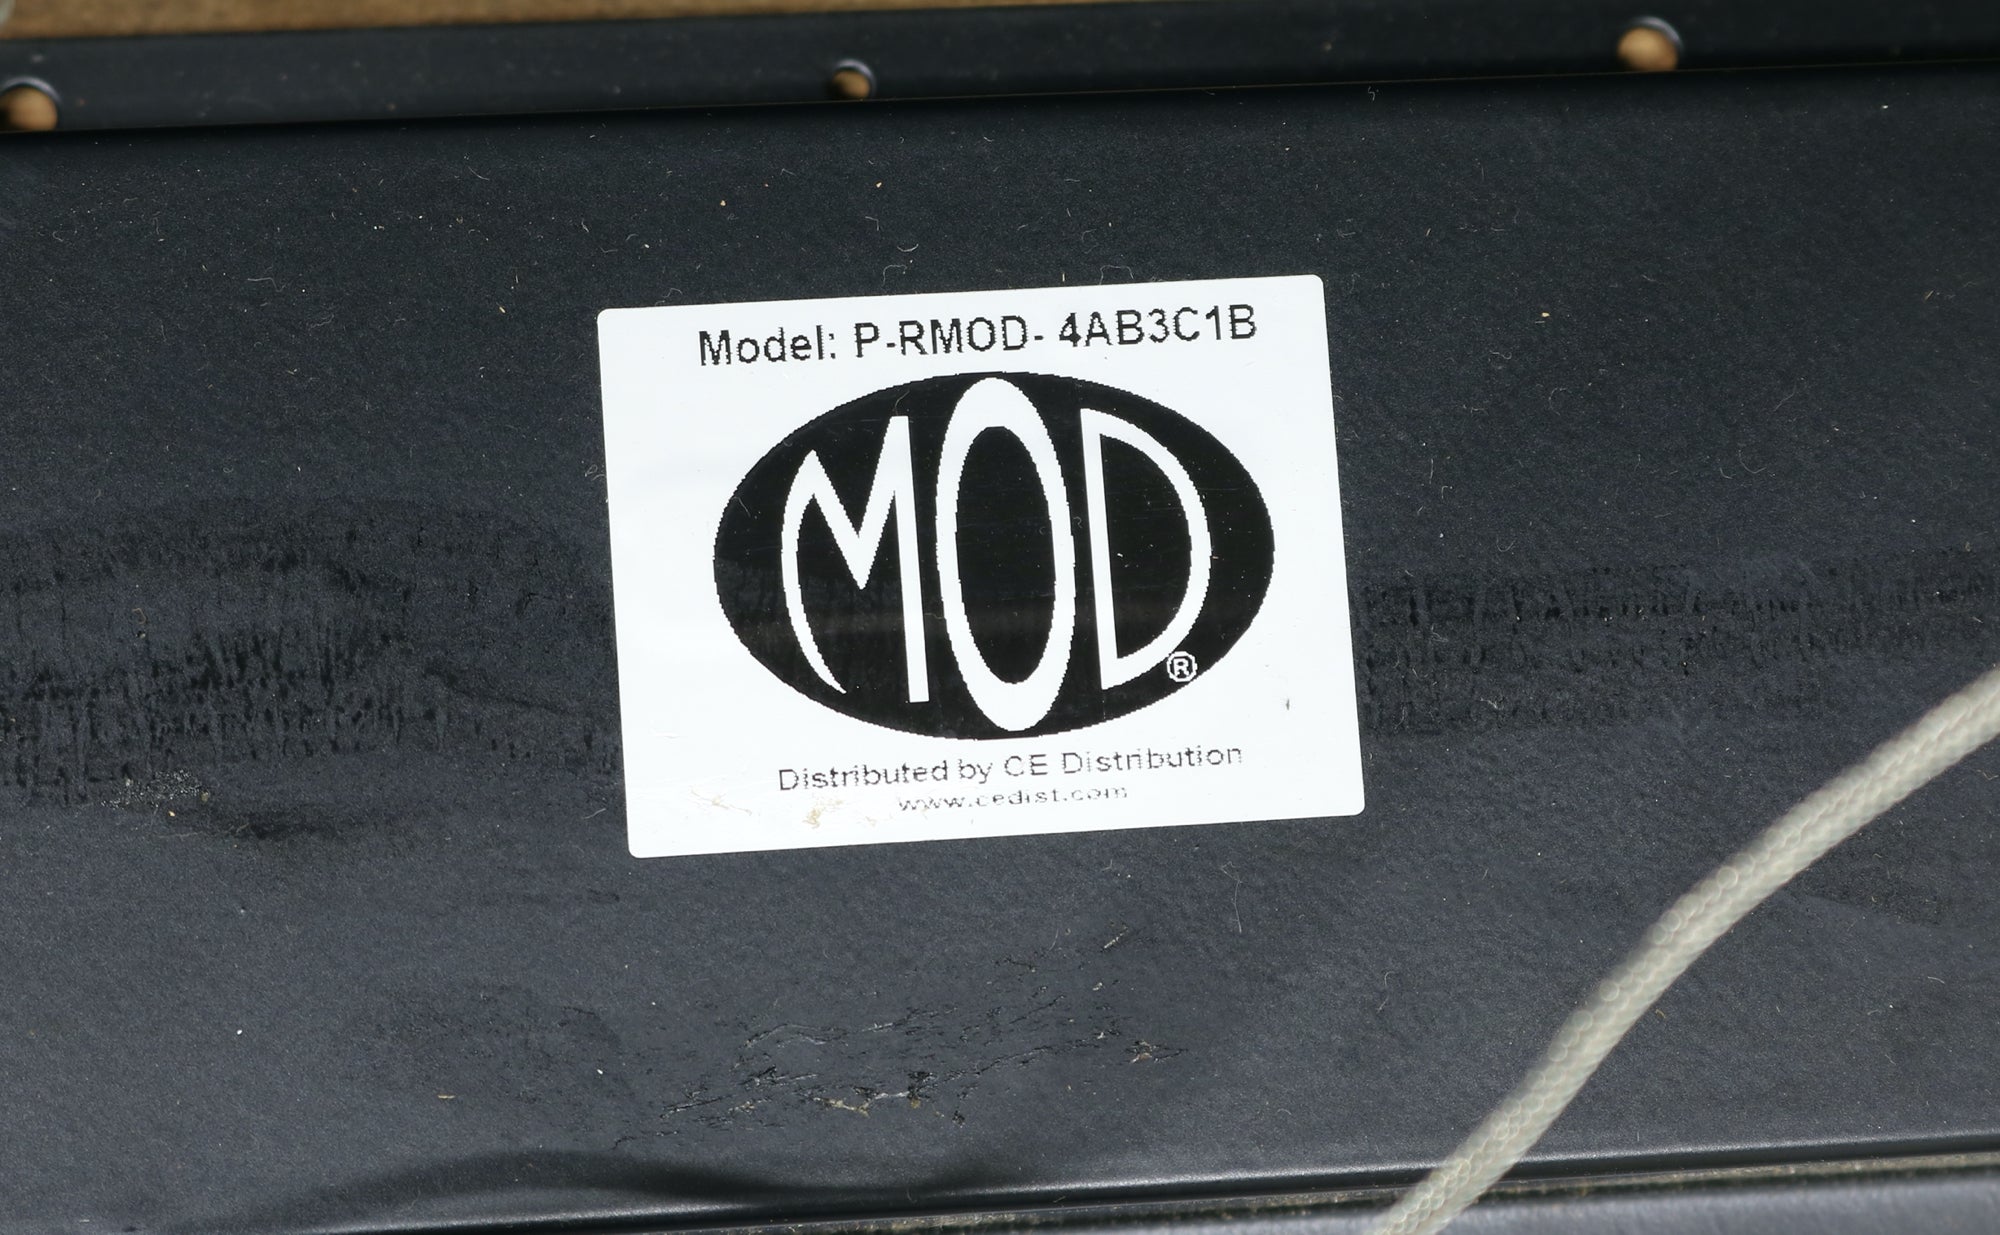 Model: P-RMOD- 4AB3C1B
MOD®
Distributed by CE Distribution
www.cedist.com